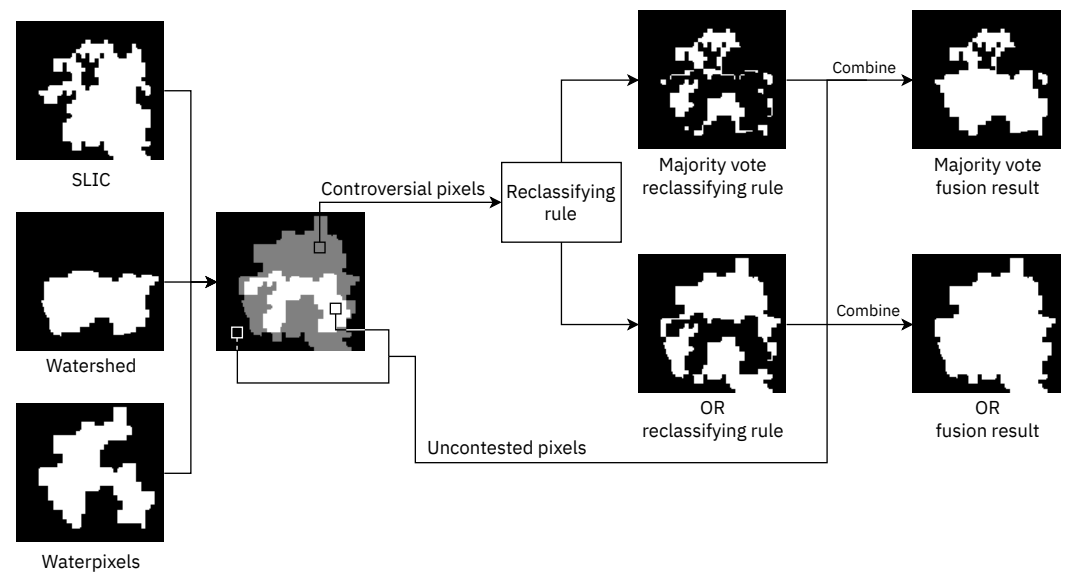 SLIC
Watershed
Waterpixels
Controversial pixels
Reclassifying
rule
Uncontested pixels
Majority vote
reclassifying rule
OR
reclassifying rule
Combine
Combine
Majority vote
fusion result
OR
fusion result